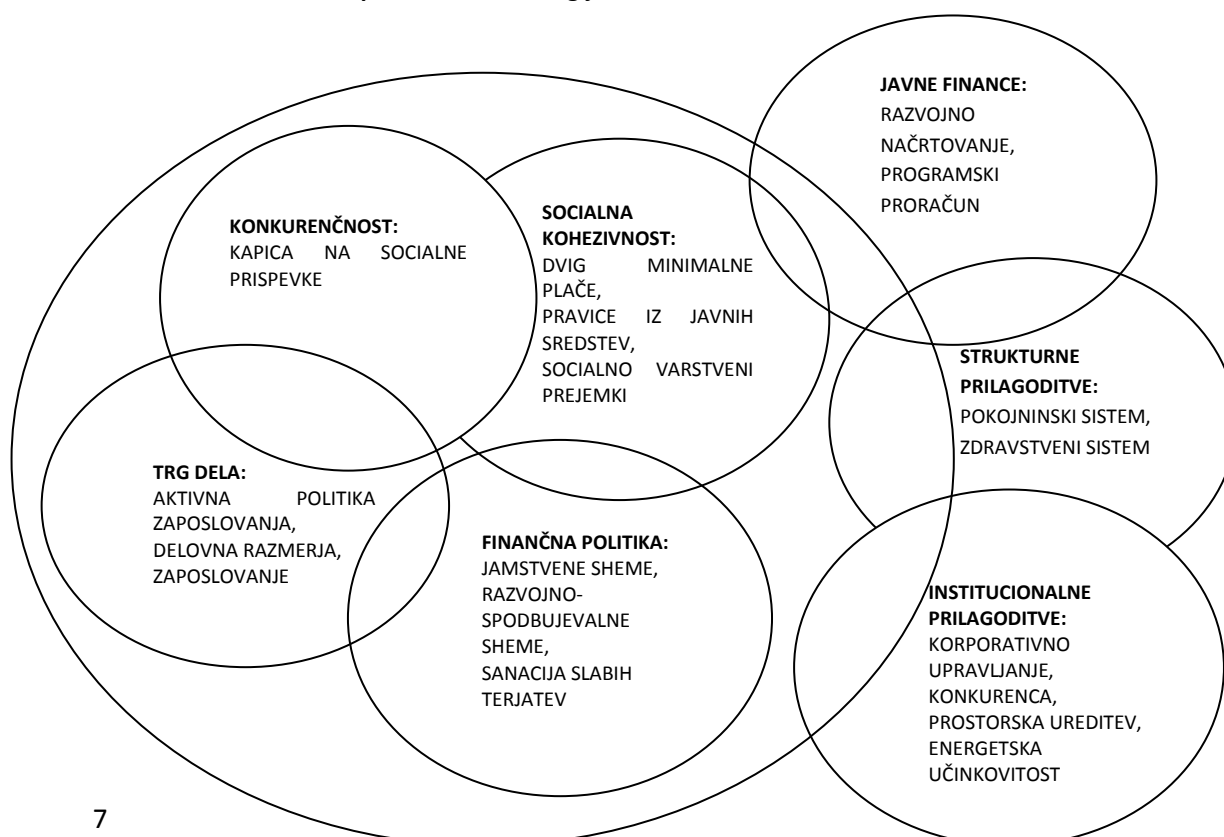 JAVNE FINANCE:
RAZVOJNO
NAČRTOVANJE,
PROGRAMSKI
PRORAČUN
KONKURENČNOST:
KAPICA NA SOCIALNE
PRISPEVKE
SOCIALNA
KOHEZIVNOST:
DVIG MINIMALNE
PLAČE,
PRAVICE IZ JAVNIH
SREDSTEV,
SOCIALNO VARSTVENI
PREJEMKI
STRUKTURNE
PRILAGODITVE:
POKOJNINSKI SISTEM,
ZDRAVSTVENI SISTEM
TRG DELA:
AKTIVNA POLITIKA
ZAPOSLOVANJA,
DELOVNA RAZMERJA,
ZAPOSLOVANJE
FINANČNA POLITIKA:
JAMSTVENE SHEME,
RAZVOJNO-
SPODBUJEVALNE
SHEME,
SANACIJA SLABIH
TERJATEV
INSTITUCIONALNE
PRILAGODITVE:
KORPORATIVNO
UPRAVLJANJE,
KONKURENCA,
PROSTORSKA UREDITEV,
ENERGETSKA
UČINKOVITOST
7